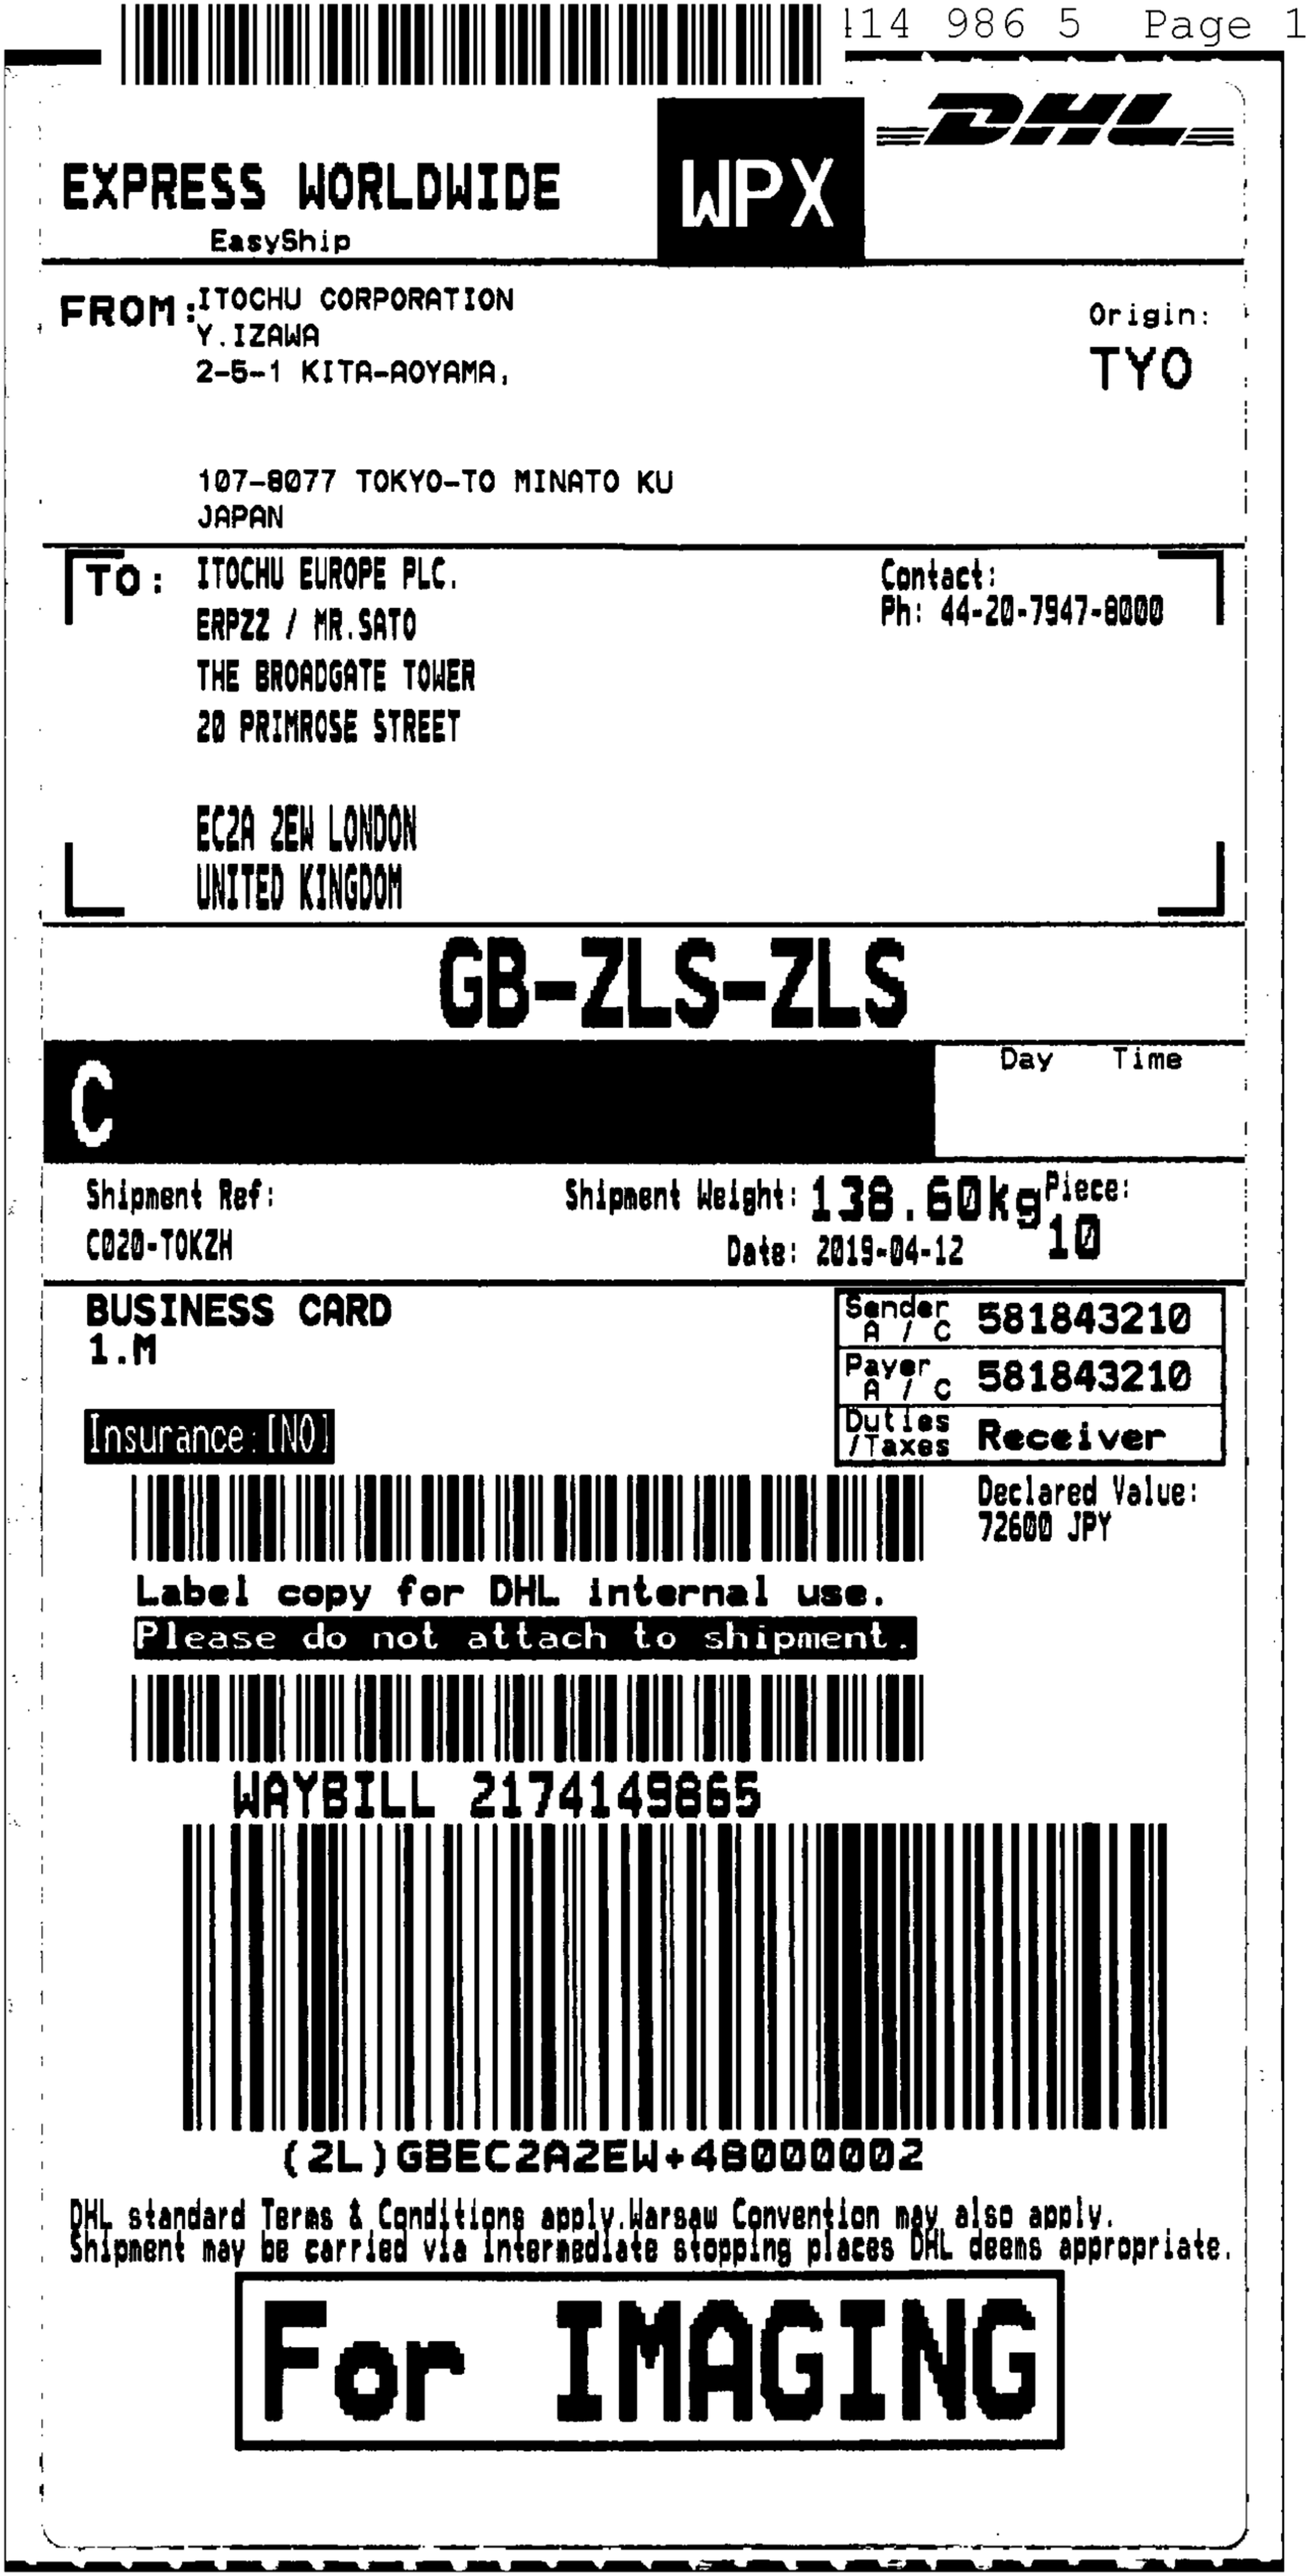 414 986 5 Page 1
DHL
EXPRESS WORLDWIDE
WPX
EasyShip
FROM: ITOCHU CORPORATION
Y.IZAWA
2-5-1 KITA-AOYAMA,
Origin:
TYO
107-8077 TOKYO-TO MINATO KU
JAPAN
TO: ITOCHU EUROPE PLC.
ERPZZ / MR.SATO
THE BROADGATE TOWER
20 PRIMROSE STREET
Contact:
Ph: 44-20-7947-8000
EC2A 2EW LONDON
UNITED KINGDOM
GB-ZLS-ZLS
C
Day Time
Shipment Ref:
C020-TOKZH
Shipment Weight: 138.60kg
Date: 2019-04-12
Piece:
10
BUSINESS CARD
1.M
Sender A / C 581843210
Payer A / C 581843210
Duties /Taxes Receiver
Insurance:[NO]
Declared Value:
72600 JPY
Label copy for DHL internal use.
Please do not attach to shipment.
WAYBILL 2174149865
(2L)GBEC2A2EW+48000002
DHL standard Terms & Conditions apply.Warsaw Convention may also apply.
Shipment may be carried via intermediate stopping places DHL deems appropriate.
For IMAGING